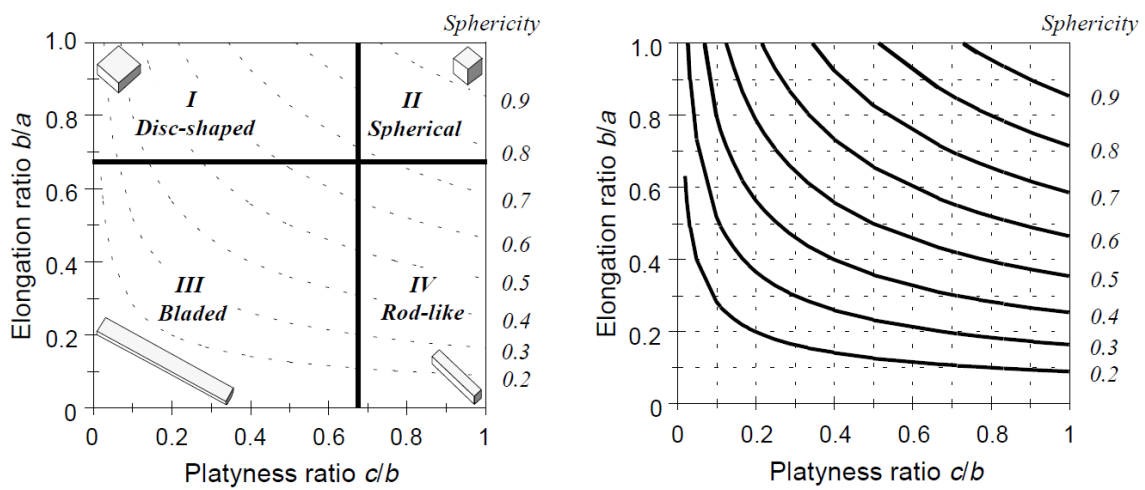 Sphericity
1.0
0.8
0.6
0.4
0.2
0
Elongation ratio b/a
I
Disc-shaped
II
Spherical
III
Bladed
IV
Rod-like
0.9
0.8
0.7
0.6
0.5
0.4
0.3
0.2
0 0.2 0.4 0.6 0.8 1
Platyness ratio c/b
Sphericity
1.0
0.8
0.6
0.4
0.2
0
Elongation ratio b/a
0.9
0.8
0.7
0.6
0.5
0.4
0.3
0.2
0 0.2 0.4 0.6 0.8 1
Platyness ratio c/b